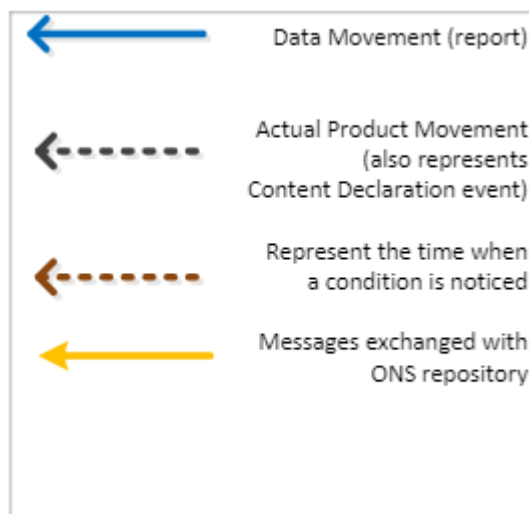 Data Movement (report)
Actual Product Movement
(also represents
Content Declaration event)
Represent the time when
a condition is noticed
Messages exchanged with
ONS repository